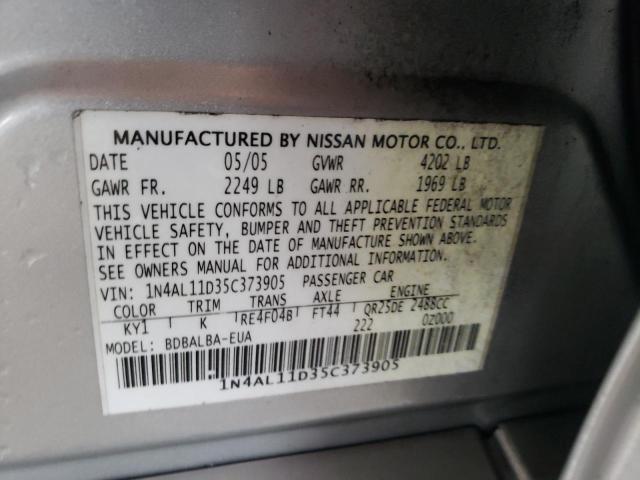 MANUFACTURED BY NISSAN MOTOR CO., LTD.
DATE 05/05 GVWR 4202 LB
GAWR FR. 2249 LB GAWR RR. 1969 LB
THIS VEHICLE CONFORMS TO ALL APPLICABLE FEDERAL MOTOR
VEHICLE SAFETY, BUMPER AND THEFT PREVENTION STANDARDS
IN EFFECT ON THE DATE OF MANUFACTURE SHOWN ABOVE.
SEE OWNERS MANUAL FOR ADDITIONAL INFORMATION.
VIN: 1N4AL11D35C373905 PASSENGER CAR
COLOR TRIM TRANS AXLE ENGINE
KY1 K RE4F04B FT44 QR25DE 2488CC
222 0Z000
MODEL: BDBALBA-EUA
1N4AL11D35C373905